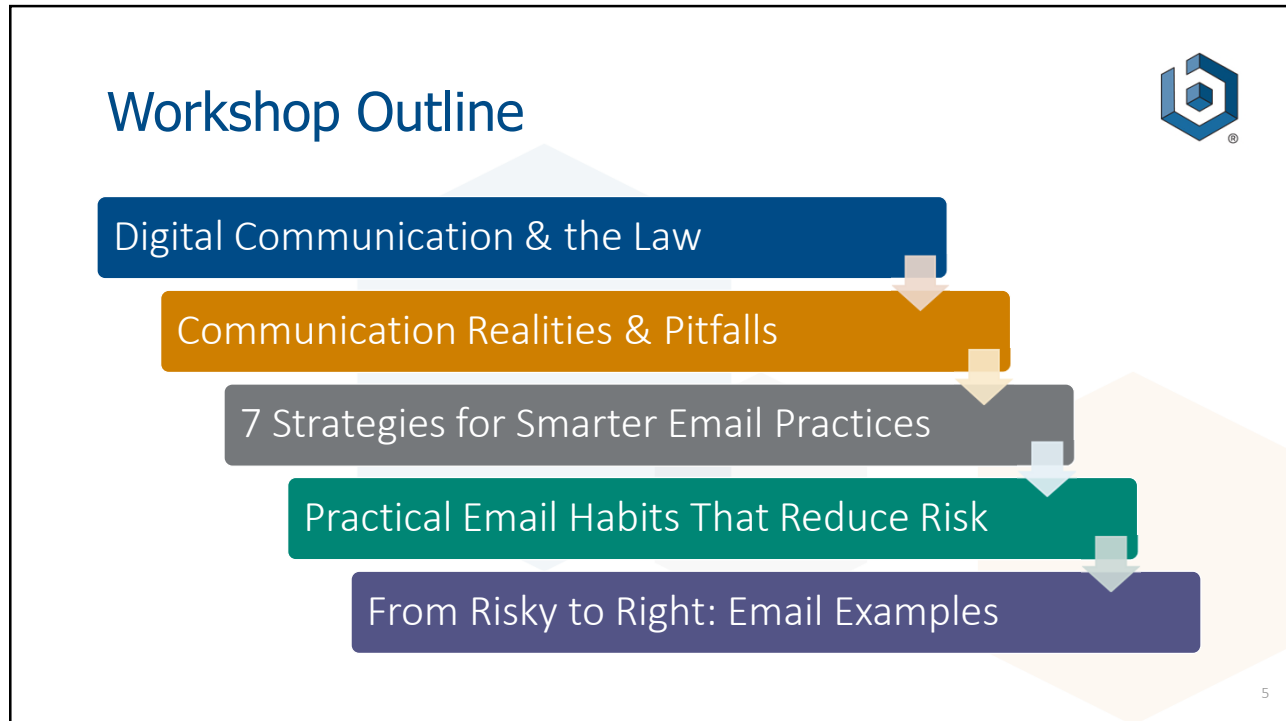 Workshop Outline
®
Digital Communication & the Law
Communication Realities & Pitfalls
7 Strategies for Smarter Email Practices
Practical Email Habits That Reduce Risk
From Risky to Right: Email Examples
5